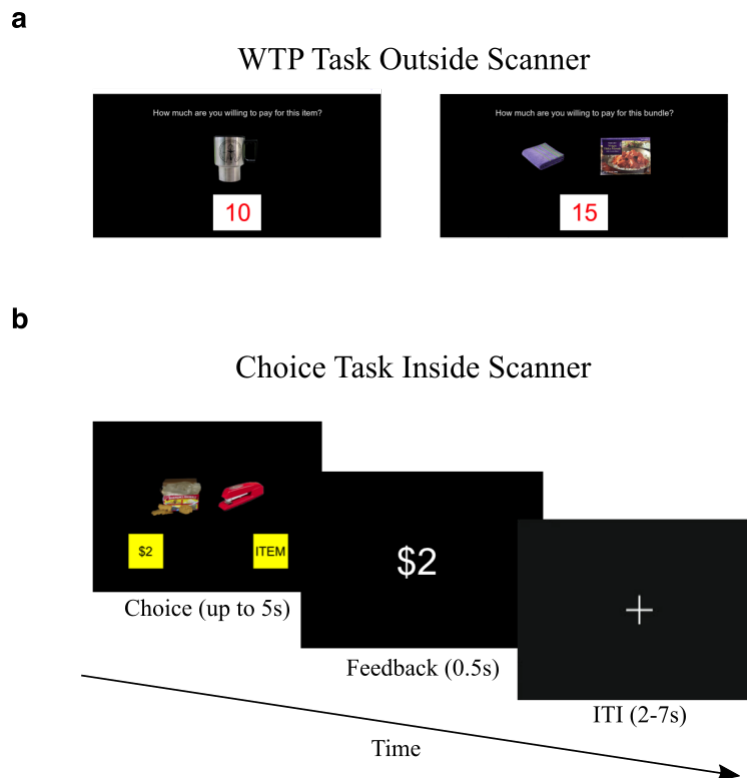 a
WTP Task Outside Scanner
How much are you willing to pay for this item?
10
How much are you willing to pay for this bundle?
15
b
Choice Task Inside Scanner
$2
ITEM
Choice (up to 5s)
$2
Feedback (0.5s)
ITI (2-7s)
Time